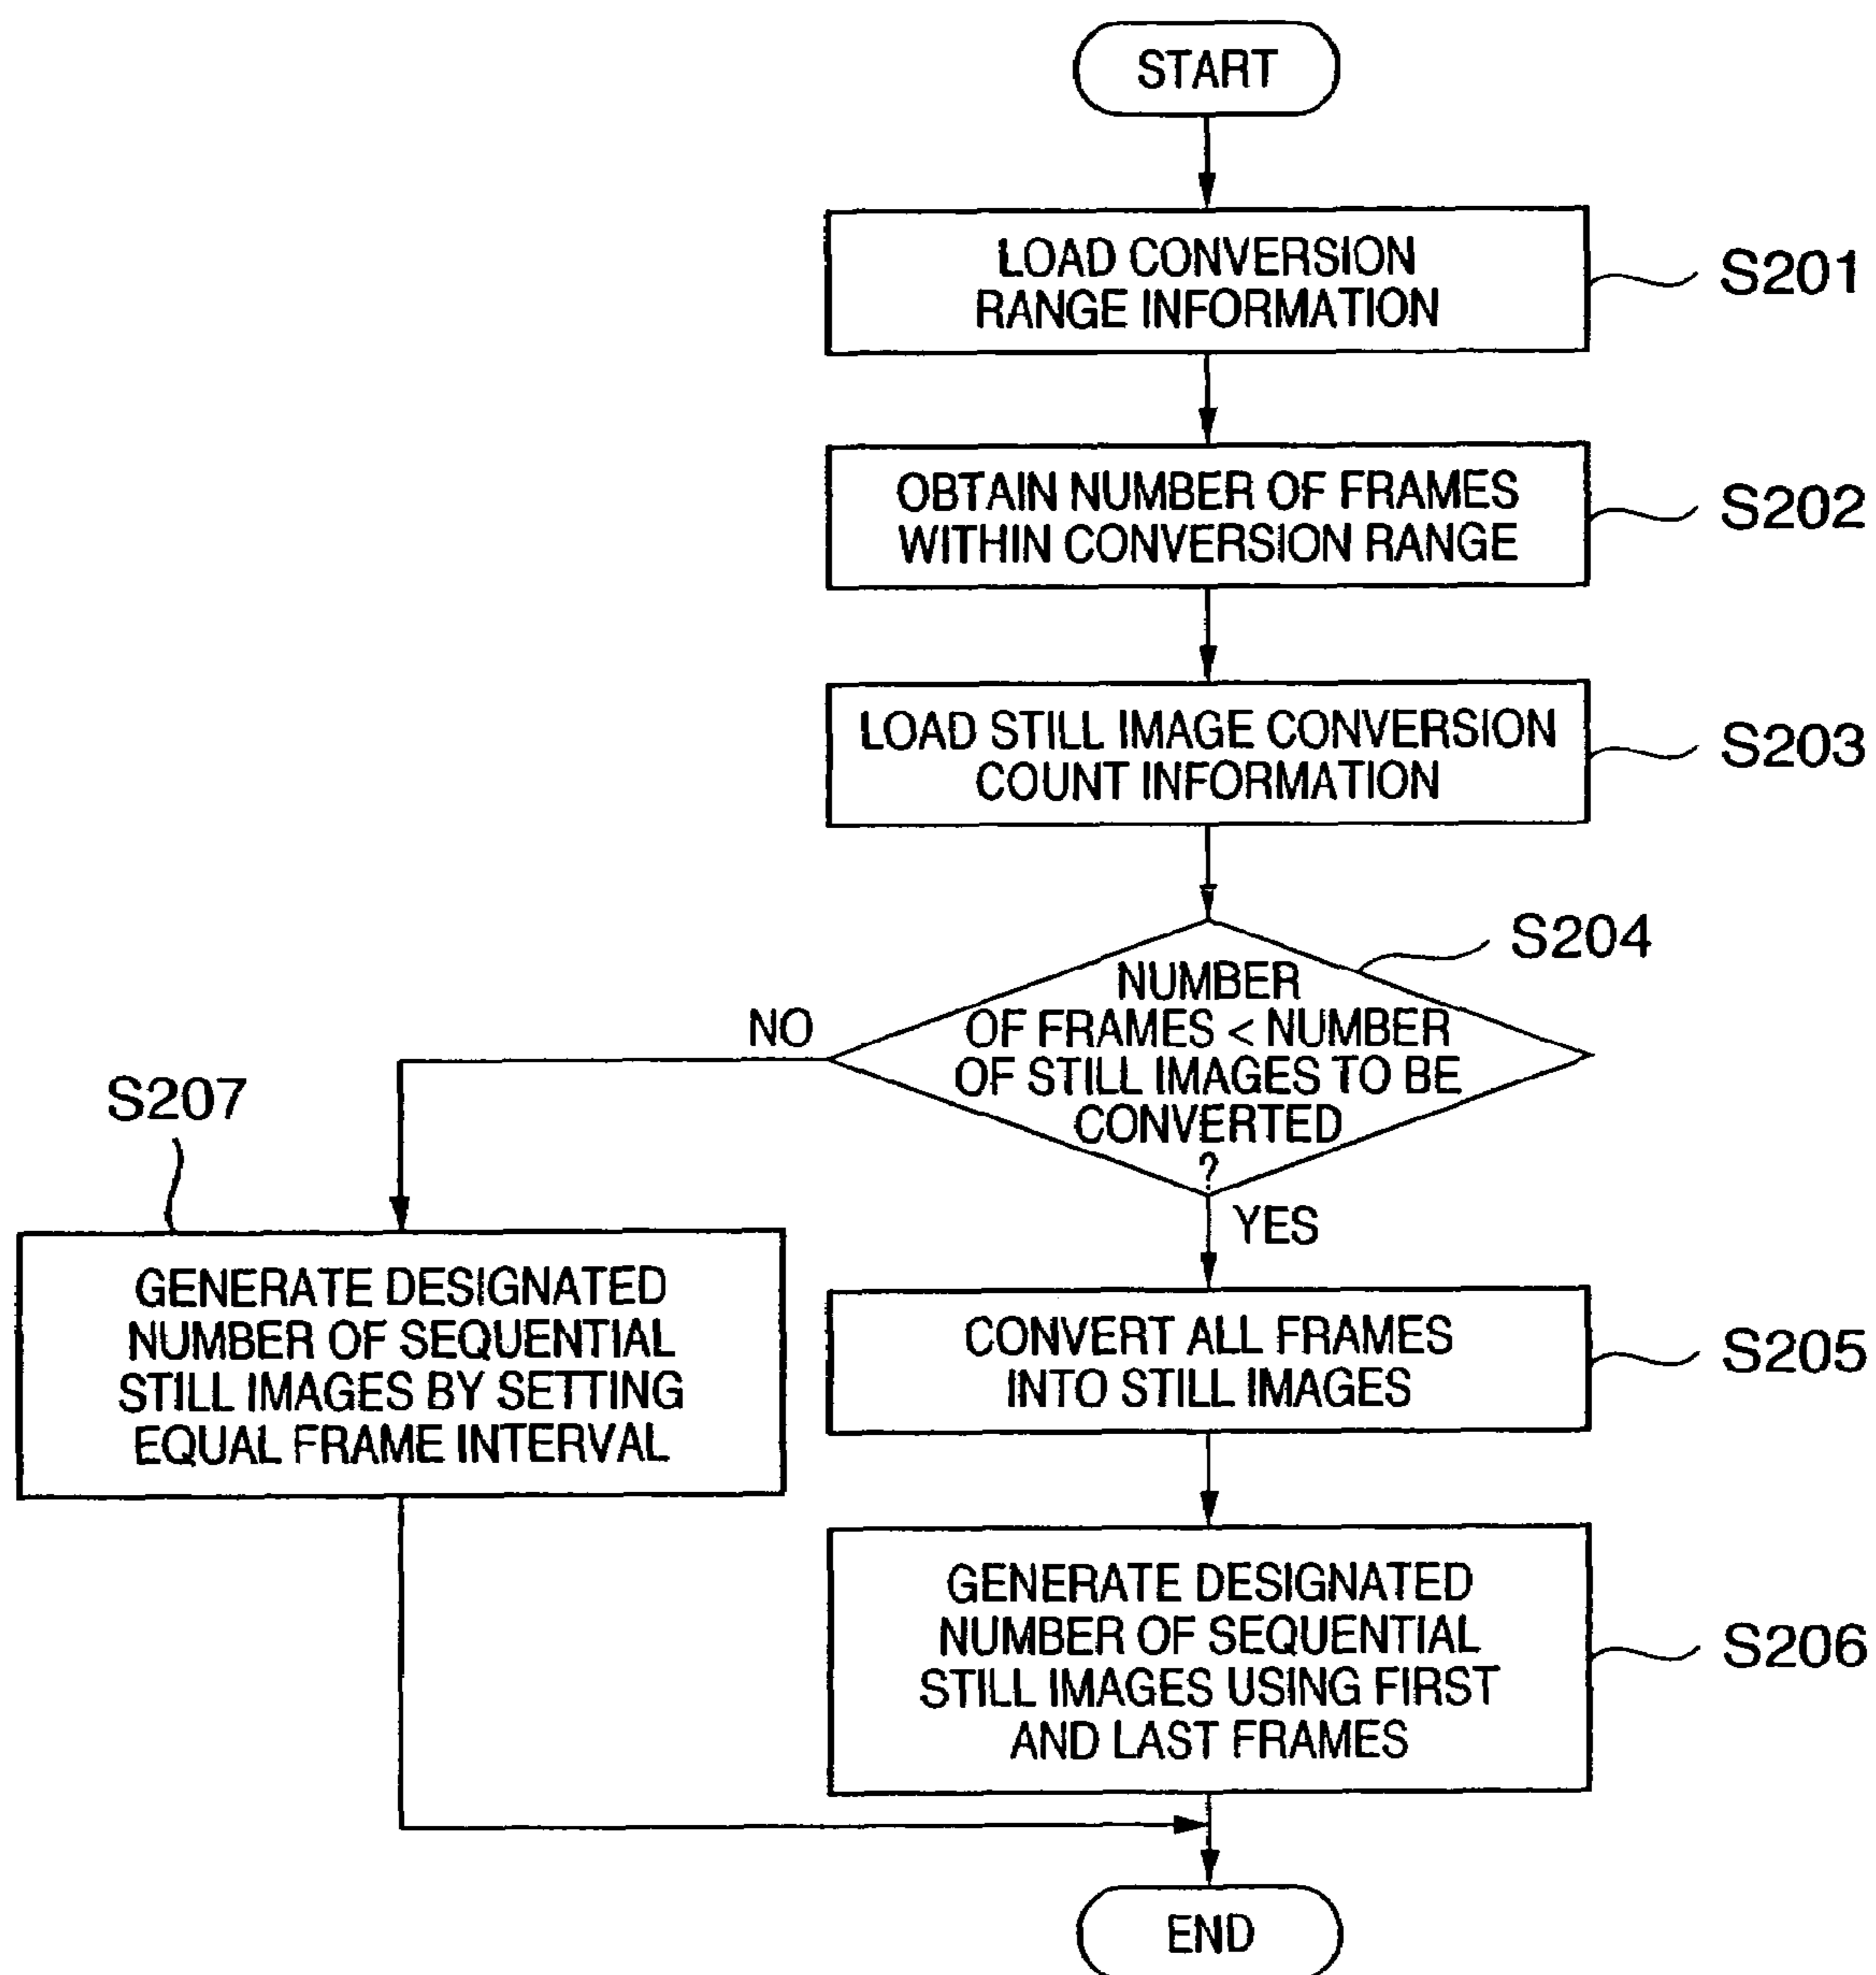 START
LOAD CONVERSION
RANGE INFORMATION
S201
OBTAIN NUMBER OF FRAMES
WITHIN CONVERSION RANGE
S202
LOAD STILL IMAGE CONVERSION
COUNT INFORMATION
S203
S204
NUMBER
OF FRAMES < NUMBER
OF STILL IMAGES TO BE
CONVERTED
?
NO
YES
S207
GENERATE DESIGNATED
NUMBER OF SEQUENTIAL
STILL IMAGES BY SETTING
EQUAL FRAME INTERVAL
CONVERT ALL FRAMES
INTO STILL IMAGES
S205
GENERATE DESIGNATED
NUMBER OF SEQUENTIAL
STILL IMAGES USING FIRST
AND LAST FRAMES
S206
END